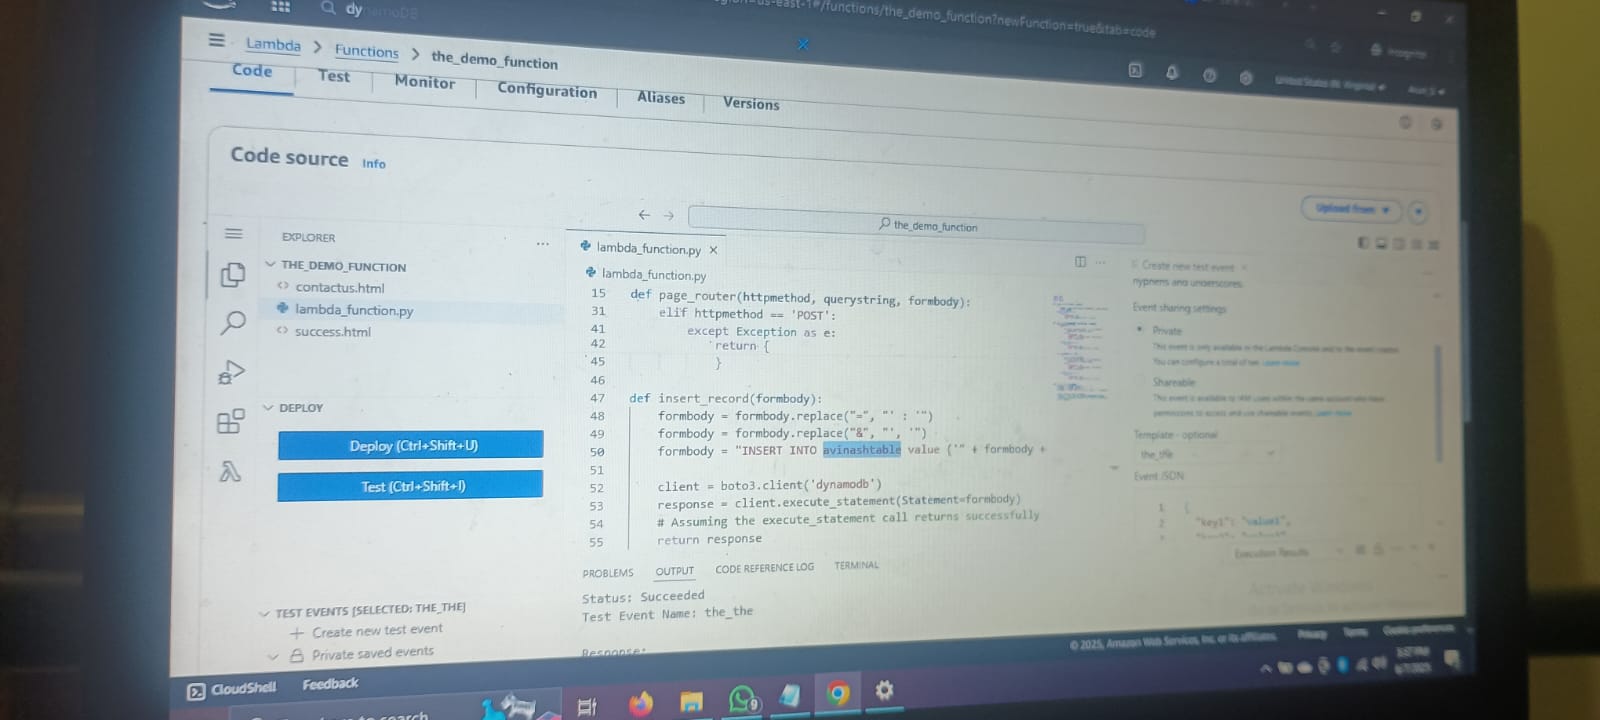 dynamoDB
east-1#/functions/the_demo_function?newFunction=true&tab=code
Lambda > Functions > the_demo_function
Code Test Monitor Configuration Aliases Versions
Code source Info
Upload from
the_demo_function
EXPLORER
THE_DEMO_FUNCTION
contactus.html
lambda_function.py
success.html
DEPLOY
Deploy (Ctrl+Shift+U)
Test (Ctrl+Shift+I)
TEST EVENTS [SELECTED: THE_THE]
Create new test event
Private saved events
lambda_function.py
lambda_function.py
15 def page_router(httpmethod, querystring, formbody):
31 elif httpmethod == 'POST':
41 except Exception as e:
42 return {
45 }
46
47 def insert_record(formbody):
48 formbody = formbody.replace("=", "' : '")
49 formbody = formbody.replace("&", "', '")
50 formbody = "INSERT INTO avinashtable value {'" + formbody +
51
52 client = boto3.client('dynamodb')
53 response = client.execute_statement(Statement=formbody)
54 # Assuming the execute_statement call returns successfully
55 return response
PROBLEMS OUTPUT CODE REFERENCE LOG TERMINAL
Status: Succeeded
Test Event Name: the_the
Response:
Create new test event
hyphens and underscores.
Event sharing settings
Private
Shareable
Template - optional
the_the
Event JSON
1 {
2 "key1": "value1",
Execution Results
Activate Windows
© 2025, Amazon Web Services, Inc. or its affiliates. Privacy Terms Cookie preferences
CloudShell Feedback
search
9